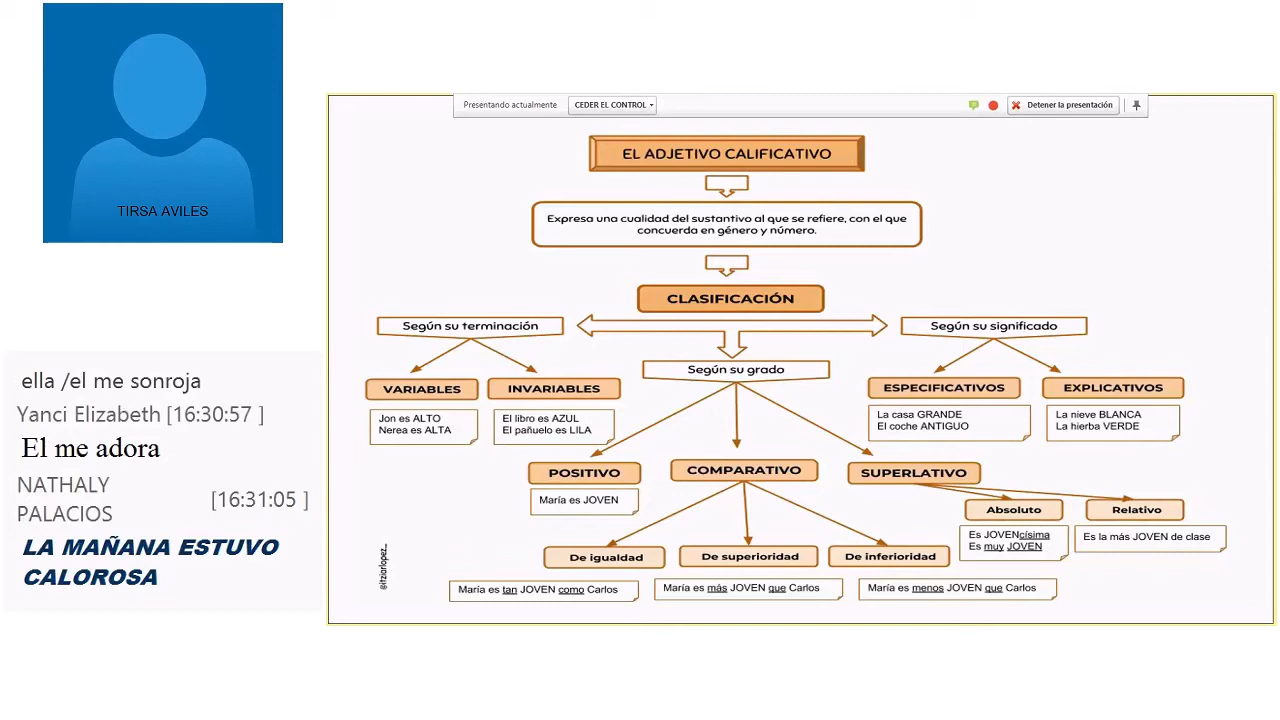 TIRSA AVILES
ella /el me sonroja
Yanci Elizabeth [16:30:57 ]
El me adora
NATHALY PALACIOS [16:31:05 ]
LA MAÑANA ESTUVO
CALOROSA
Presentando actualmente
CEDER EL CONTROL
Detener la presentación
EL ADJETIVO CALIFICATIVO
Expresa una cualidad del sustantivo al que se refiere, con el que
concuerda en género y número.
CLASIFICACIÓN
Según su terminación
VARIABLES
Jon es ALTO
Nerea es ALTA
INVARIABLES
El libro es AZUL
El pañuelo es LILA
Según su grado
POSITIVO
María es JOVEN
COMPARATIVO
De igualdad
María es tan JOVEN como Carlos
De superioridad
María es más JOVEN que Carlos
De inferioridad
María es menos JOVEN que Carlos
SUPERLATIVO
Absoluto
Es JOVENcísima
Es muy JOVEN
Relativo
Es la más JOVEN de clase
Según su significado
ESPECIFICATIVOS
La casa GRANDE
El coche ANTIGUO
EXPLICATIVOS
La nieve BLANCA
La hierba VERDE
@itziarlopez...